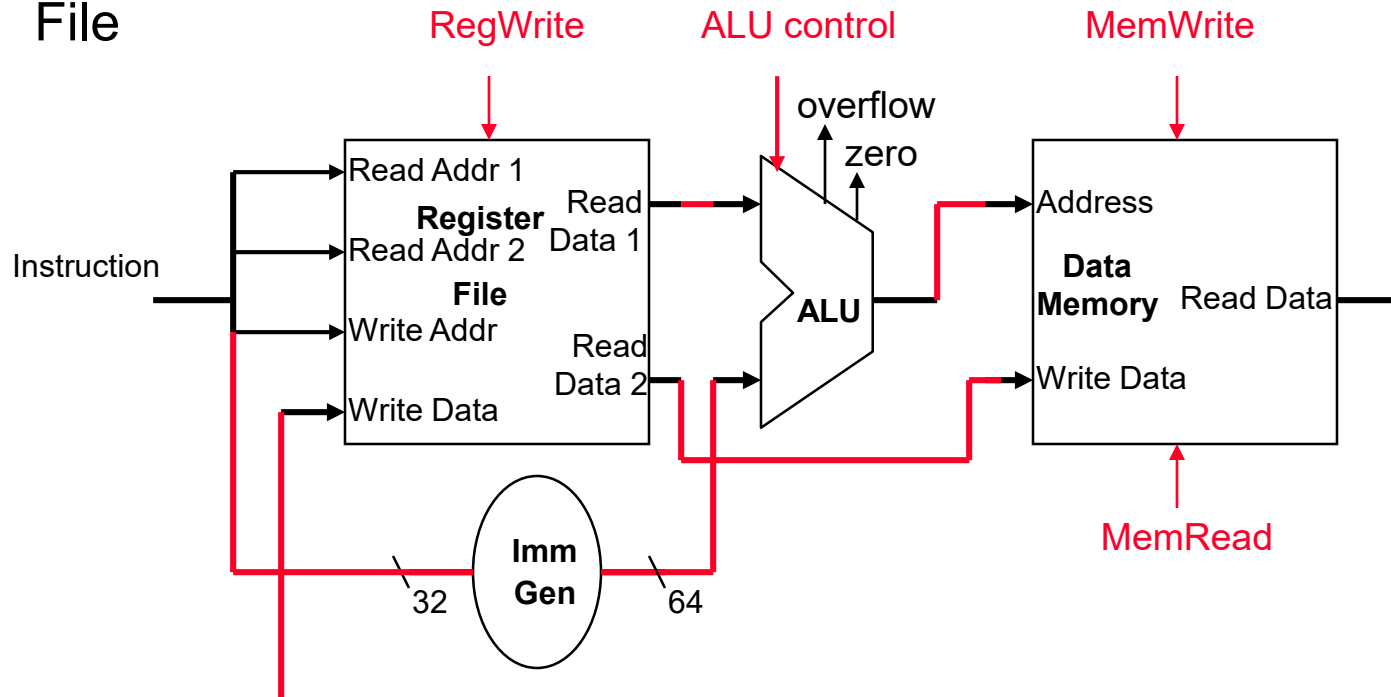 File
RegWrite
ALU control
MemWrite
overflow
zero
Read Addr 1
Register
Read
Data 1
Read Addr 2
Instruction
File
Write Addr
Read
Data 2
Write Data
ALU
Address
Data
Memory
Read Data
Write Data
MemRead
Imm
Gen
32
64